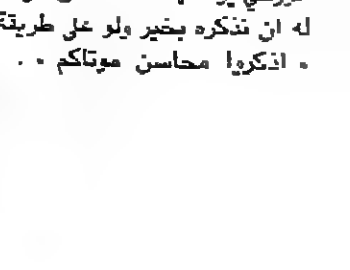 له ان نذكره بخير ولو على طريقة
« اذكروا محاسن موتاكم » .